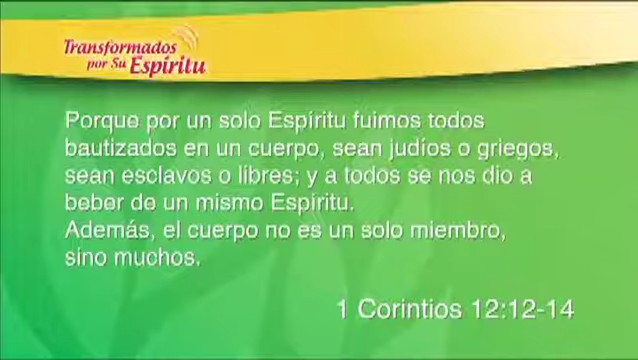 Transformados
por Su Espíritu
Porque por un solo Espíritu fuimos todos
bautizados en un cuerpo, sean judíos o griegos,
sean esclavos o libres; y a todos se nos dio a
beber de un mismo Espíritu.
Además, el cuerpo no es un solo miembro,
sino muchos.
1 Corintios 12:12-14